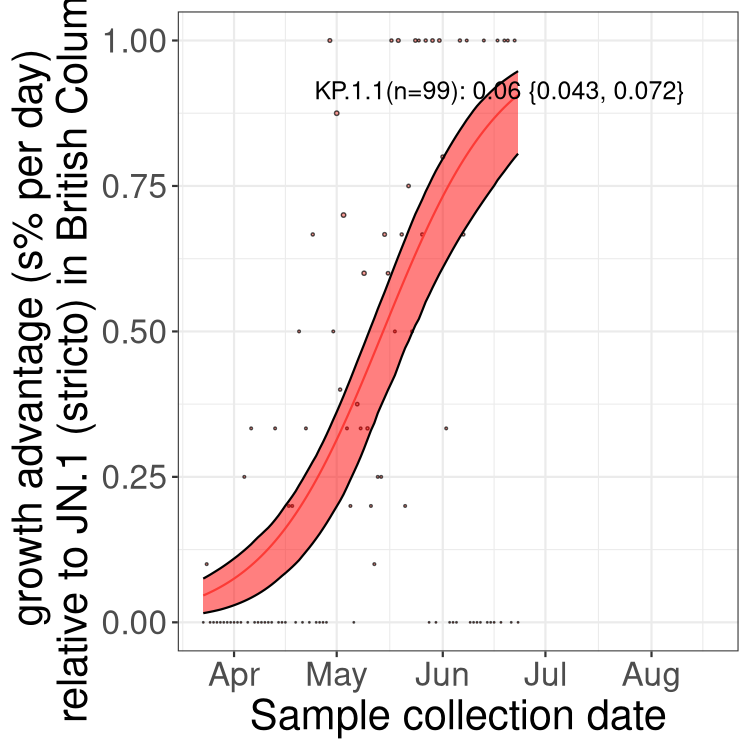 growth advantage (s% per day)
relative to JN.1 (stricto) in British Colum
1.00
0.75
0.50
0.25
0.00
KP.1.1(n=99): 0.06 {0.043, 0.072}
Apr May Jun Jul Aug
Sample collection date